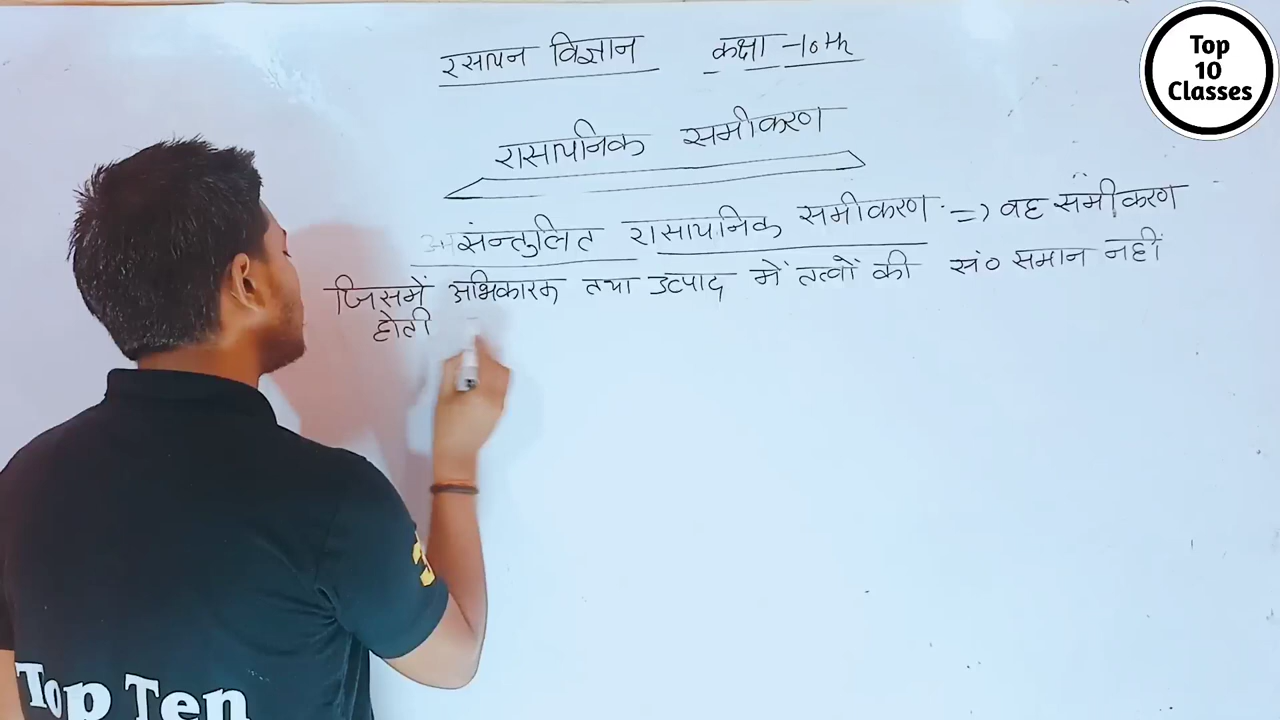 Top
10
Classes
रसायन विज्ञान कक्षा -10th
रासायनिक समीकरण
असंन्तुलित रासायनिक समीकरण => वह समीकरण
जिसमें अभिकारक तथा उत्पाद में तत्वों की सं० समान नहीं
होती
Top Ten